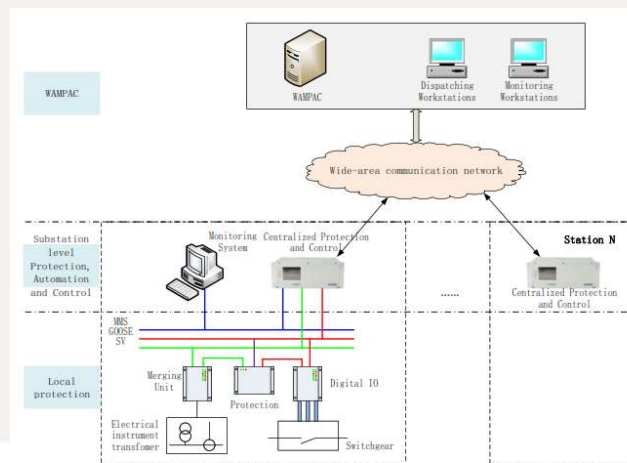 WAMPAC
WAMPAC
Dispatching
Workstations
Monitoring
Workstations
Wide-area communication network
Substation
level
Protection,
Automation
and Control
Monitoring
System
Centralized Protection
and Control
......
Station N
Centralized Protection
and Control
MMS
GOOSE
SV
Local
protection
Merging
Unit
Protection
Digital IO
Electrical
instrument
transfomer
Switchgear